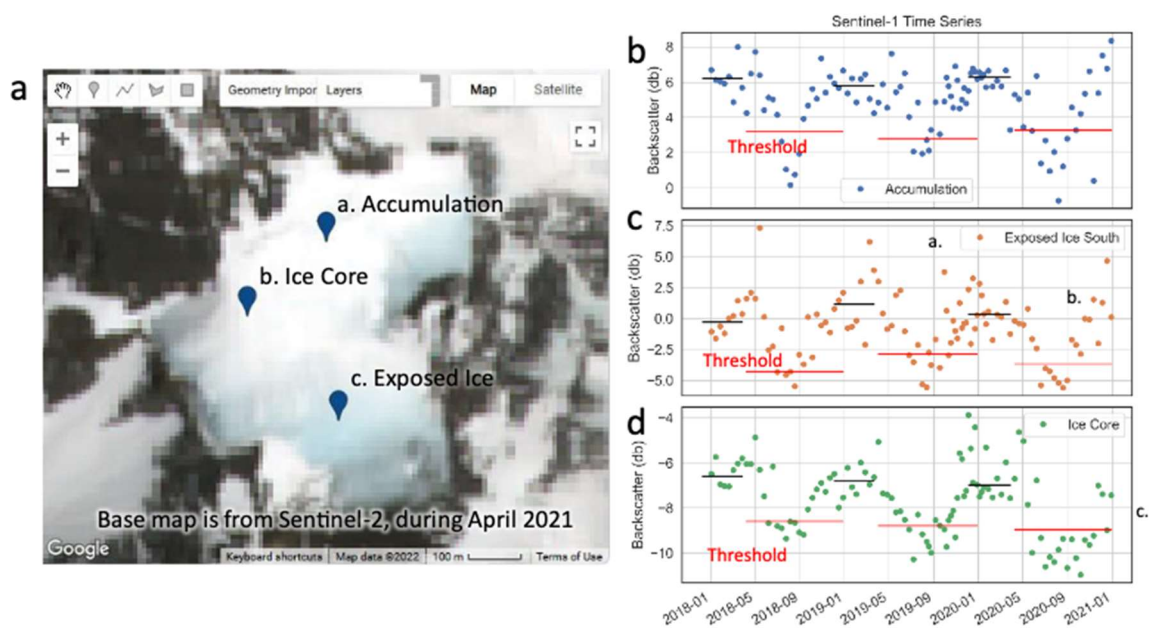 a
Geometry Impor Layers
Map Satellite
+
−
a. Accumulation
b. Ice Core
c. Exposed Ice
Base map is from Sentinel-2, during April 2021
Google
Keyboard shortcuts Map data ©2022 100 m Terms of Use
Sentinel-1 Time Series
b
Backscatter (db)
8
6
4
2
0
Threshold
Accumulation
c
Backscatter (db)
7.5
5.0
2.5
0.0
−2.5
−5.0
a.
Exposed Ice South
b.
Threshold
d
Backscatter (db)
−4
−6
−8
−10
Ice Core
Threshold
c.
2018-01
2018-05
2018-09
2019-01
2019-05
2019-09
2020-01
2020-05
2020-09
2021-01